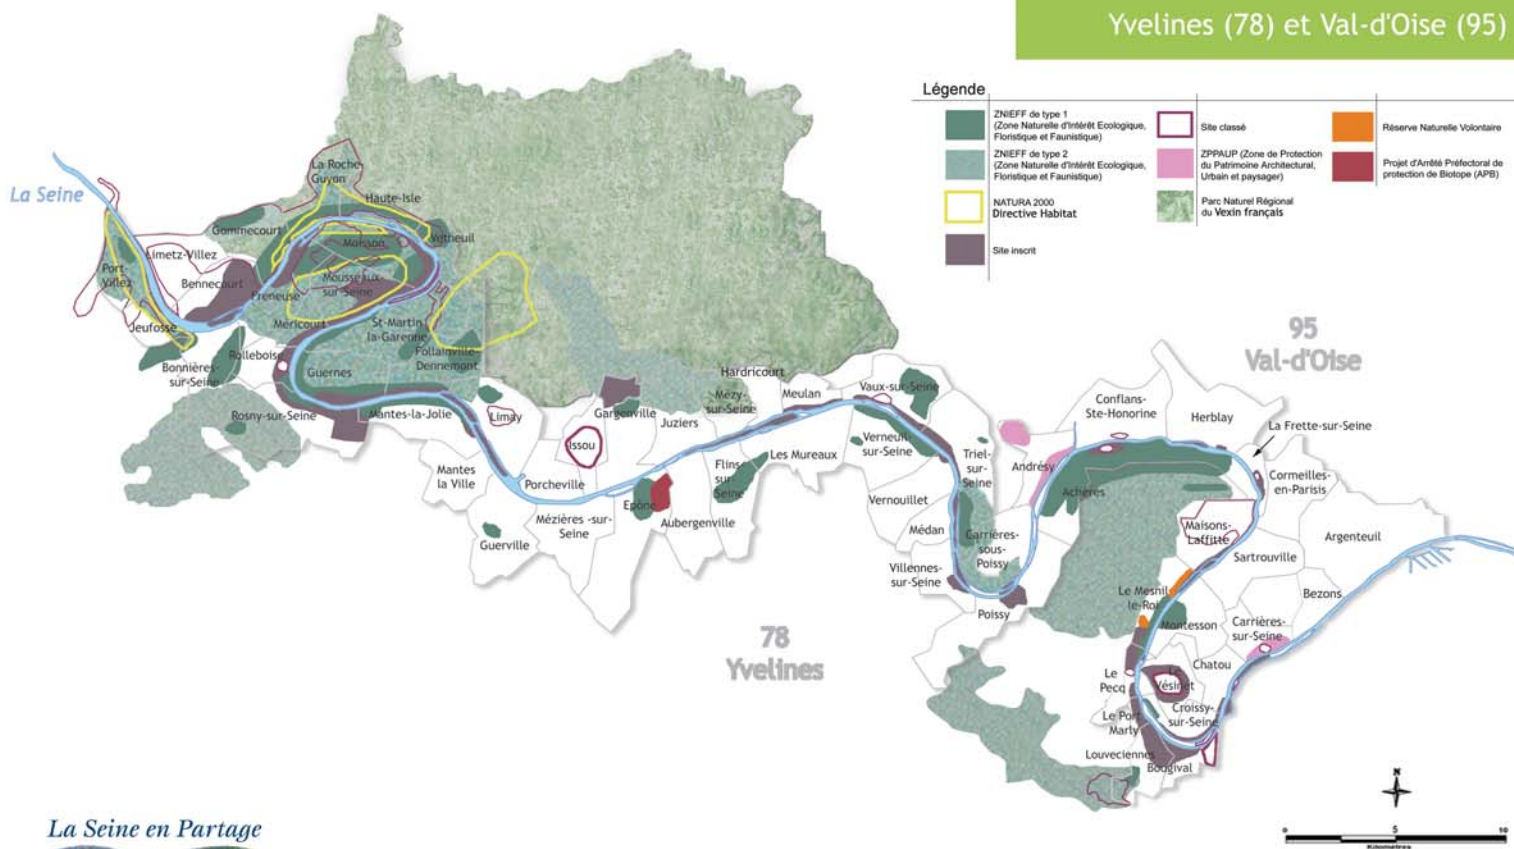 Yvelines (78) et Val-d'Oise (95)
Légende
ZNIEFF de type 1
(Zone Naturelle d'Intérêt Ecologique,
Floristique et Faunistique)
ZNIEFF de type 2
(Zone Naturelle d'Intérêt Ecologique,
Floristique et Faunistique)
NATURA 2000
Directive Habitat
Site inscrit
Site classé
ZPPAUP (Zone de Protection
du Patrimoine Architectural,
Urbain et paysager)
Parc Naturel Régional
du Vexin français
Réserve Naturelle Volontaire
Projet d'Arrêté Préfectoral de
protection de Biotope (APB)
La Seine
La Roche
Guyon
Haute-Isle
Gommecourt
Moisson
Vétheuil
Limetz-Villez
Port-
Villez
Bennecourt
Freneuse
Mousseaux-
sur-Seine
Jeufosse
Méricourt
St-Martin
la-Garenne
Follainville-
Dennemont
Rolleboise
Bonnières-
sur-Seine
Guernes
Rosny-sur-Seine
Mantes-la-Jolie
Limay
Issou
Gargenville
Juziers
Hardricourt
Mézy-
sur-Seine
Meulan
Vaux-sur-Seine
Mantes
la Ville
Porcheville
Guerville
Mézières -sur-
Seine
Epône
Aubergenville
Flins
sur-
Seine
Les Mureaux
Verneuil
sur-Seine
Vernouillet
Triel-
sur-
Seine
Médan
Villennes-
sur-Seine
Carrières-
sous-
Poissy
Poissy
Andrésy
Achères
Conflans-
Ste-Honorine
Herblay
La Frette-sur-Seine
Cormeilles-
en-Parisis
Maisons-
Laffitte
Sartrouville
Argenteuil
Bezons
Le Mesnil
le-Roi
Montesson
Carrières-
sur-Seine
Chatou
Le
Pecq
Le
Vésinet
Croissy-
sur-Seine
Le Port
Marly
Louveciennes
Bougival
95
Val-d'Oise
78
Yvelines
N
0 5 10
Kilomètres
La Seine en Partage